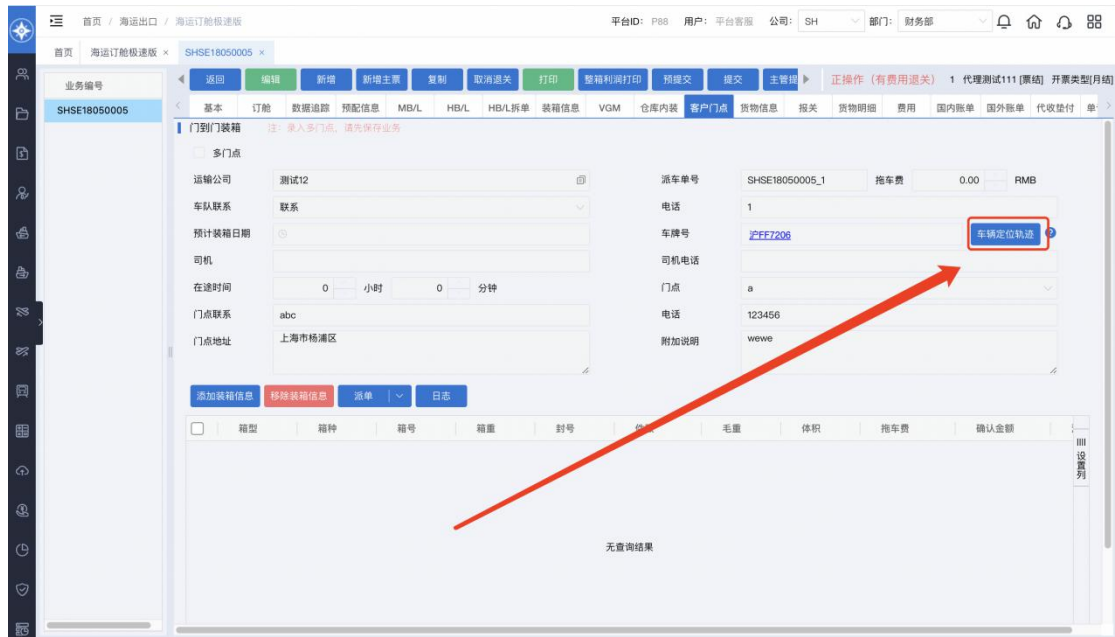 首页 / 海运出口 / 海运订舱极速版 平台ID: P88 用户: 平台客服 公司: SH 部门: 财务部
首页 海运订舱极速版 × SHSE18050005 ×
业务编号 返回 编辑 新增 新增主票 复制 取消退关 打印 整箱利润打印 预提交 提交 主管提 正操作（有费用退关） 1 代理测试111 [票结] 开票类型[月结]
SHSE18050005 基本 订舱 数据追踪 预配信息 MB/L HB/L HB/L拆单 装箱信息 VGM 仓库内装 客户门点 货物信息 报关 货物明细 费用 国内账单 国外账单 代收垫付
门到门装箱 注：录入多门点，请先保存业务
多门点
运输公司 测试12 派车单号 SHSE18050005_1 拖车费 0.00 RMB
车队联系 联系 电话 1
预计装箱日期 车牌号 沪FF7206 车辆定位轨迹 ?
司机 司机电话
在途时间 0 小时 0 分钟 门点 a
门点联系 abc 电话 123456
门点地址 上海市杨浦区 附加说明 wewe
添加装箱信息 移除装箱信息 派单 日志
箱型 箱种 箱号 箱重 封号 毛重 体积 拖车费 确认金额
设置列
无查询结果